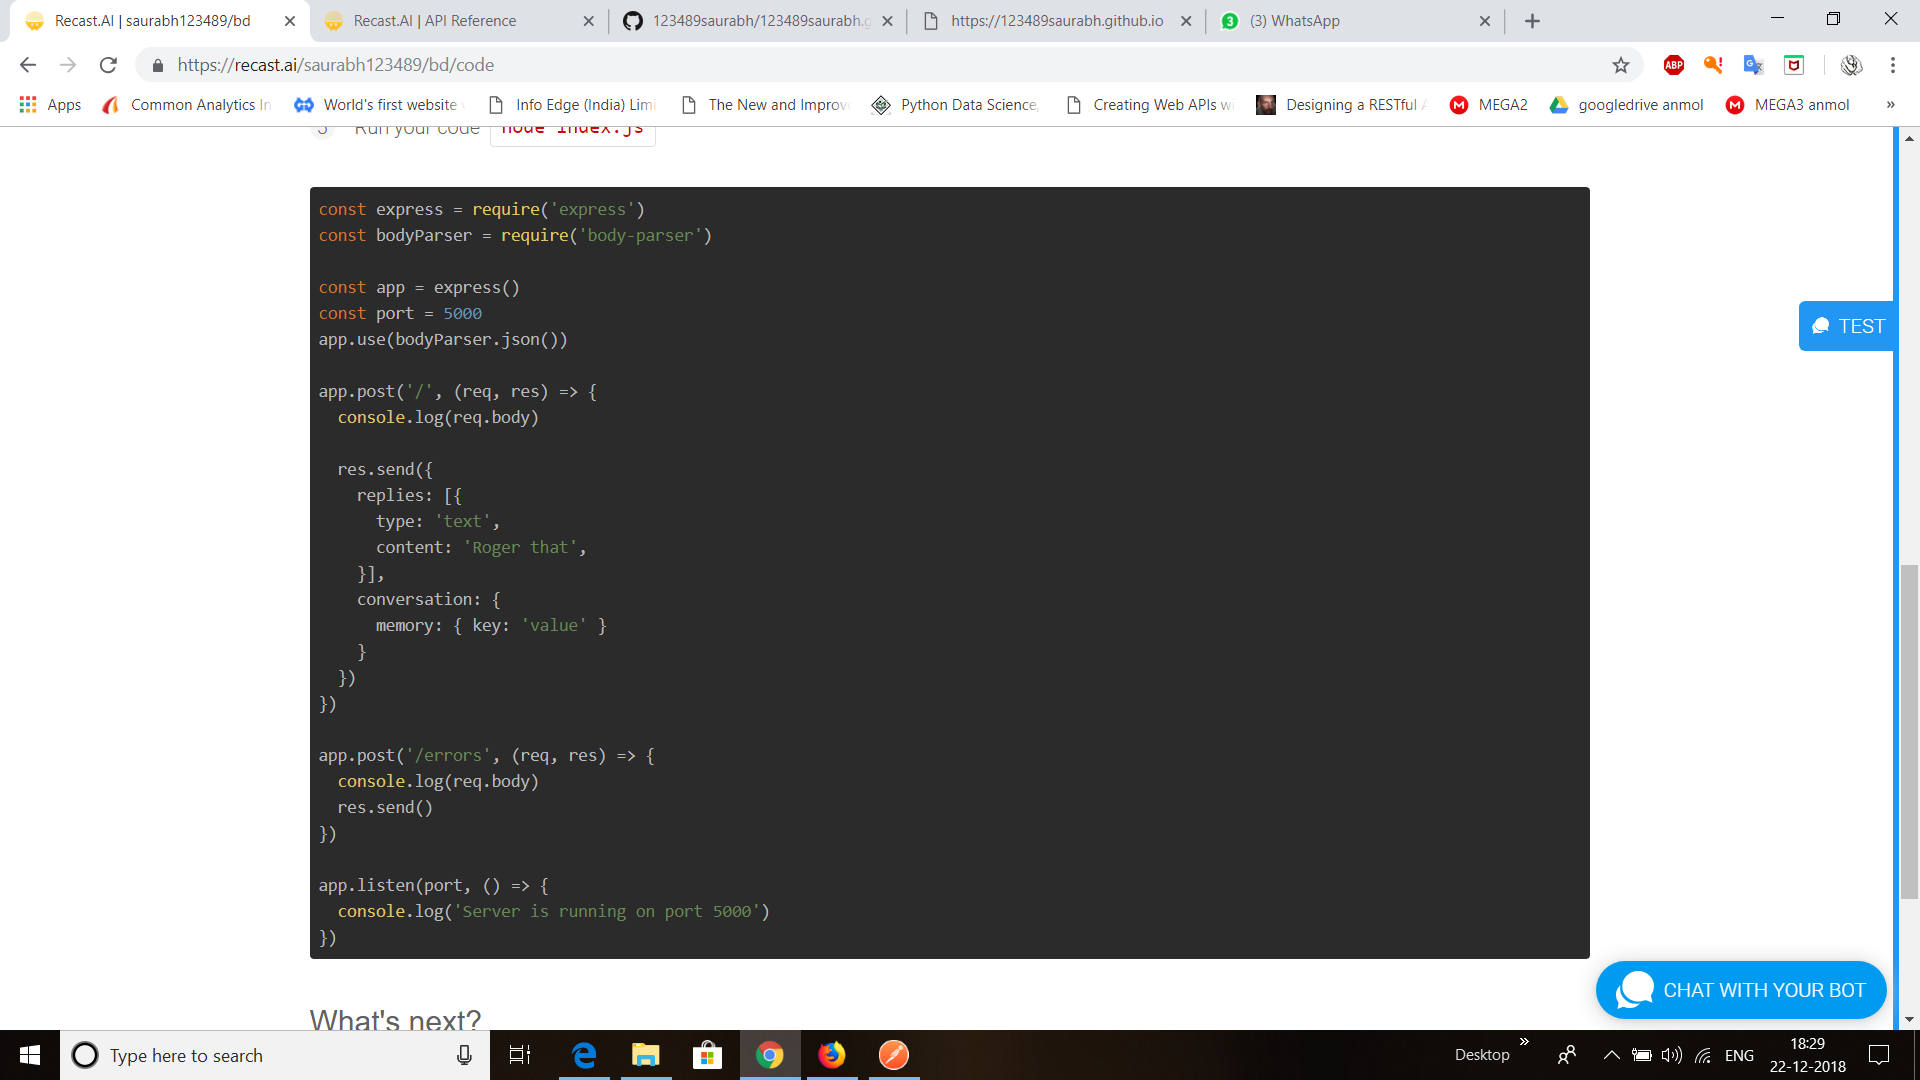 Recast.AI | saurabh123489/bd
Recast.AI | API Reference
123489saurabh/123489saurabh.g
https://123489saurabh.github.io
3 (3) WhatsApp
https://recast.ai/saurabh123489/bd/code
ABP
Apps
Common Analytics In
World's first website
Info Edge (India) Limi
The New and Improv
Python Data Science,
Creating Web APIs wi
Designing a RESTful A
M MEGA2
googledrive anmol
M MEGA3 anmol
»
Run your code node index.js
const express = require('express')
const bodyParser = require('body-parser')
const app = express()
const port = 5000
app.use(bodyParser.json())
app.post('/', (req, res) => {
console.log(req.body)
res.send({
replies: [{
type: 'text',
content: 'Roger that',
}],
conversation: {
memory: { key: 'value' }
}
})
})
app.post('/errors', (req, res) => {
console.log(req.body)
res.send()
})
app.listen(port, () => {
console.log('Server is running on port 5000')
})
TEST
CHAT WITH YOUR BOT
What's next?
Type here to search
Desktop
»
ENG
18:29
22-12-2018